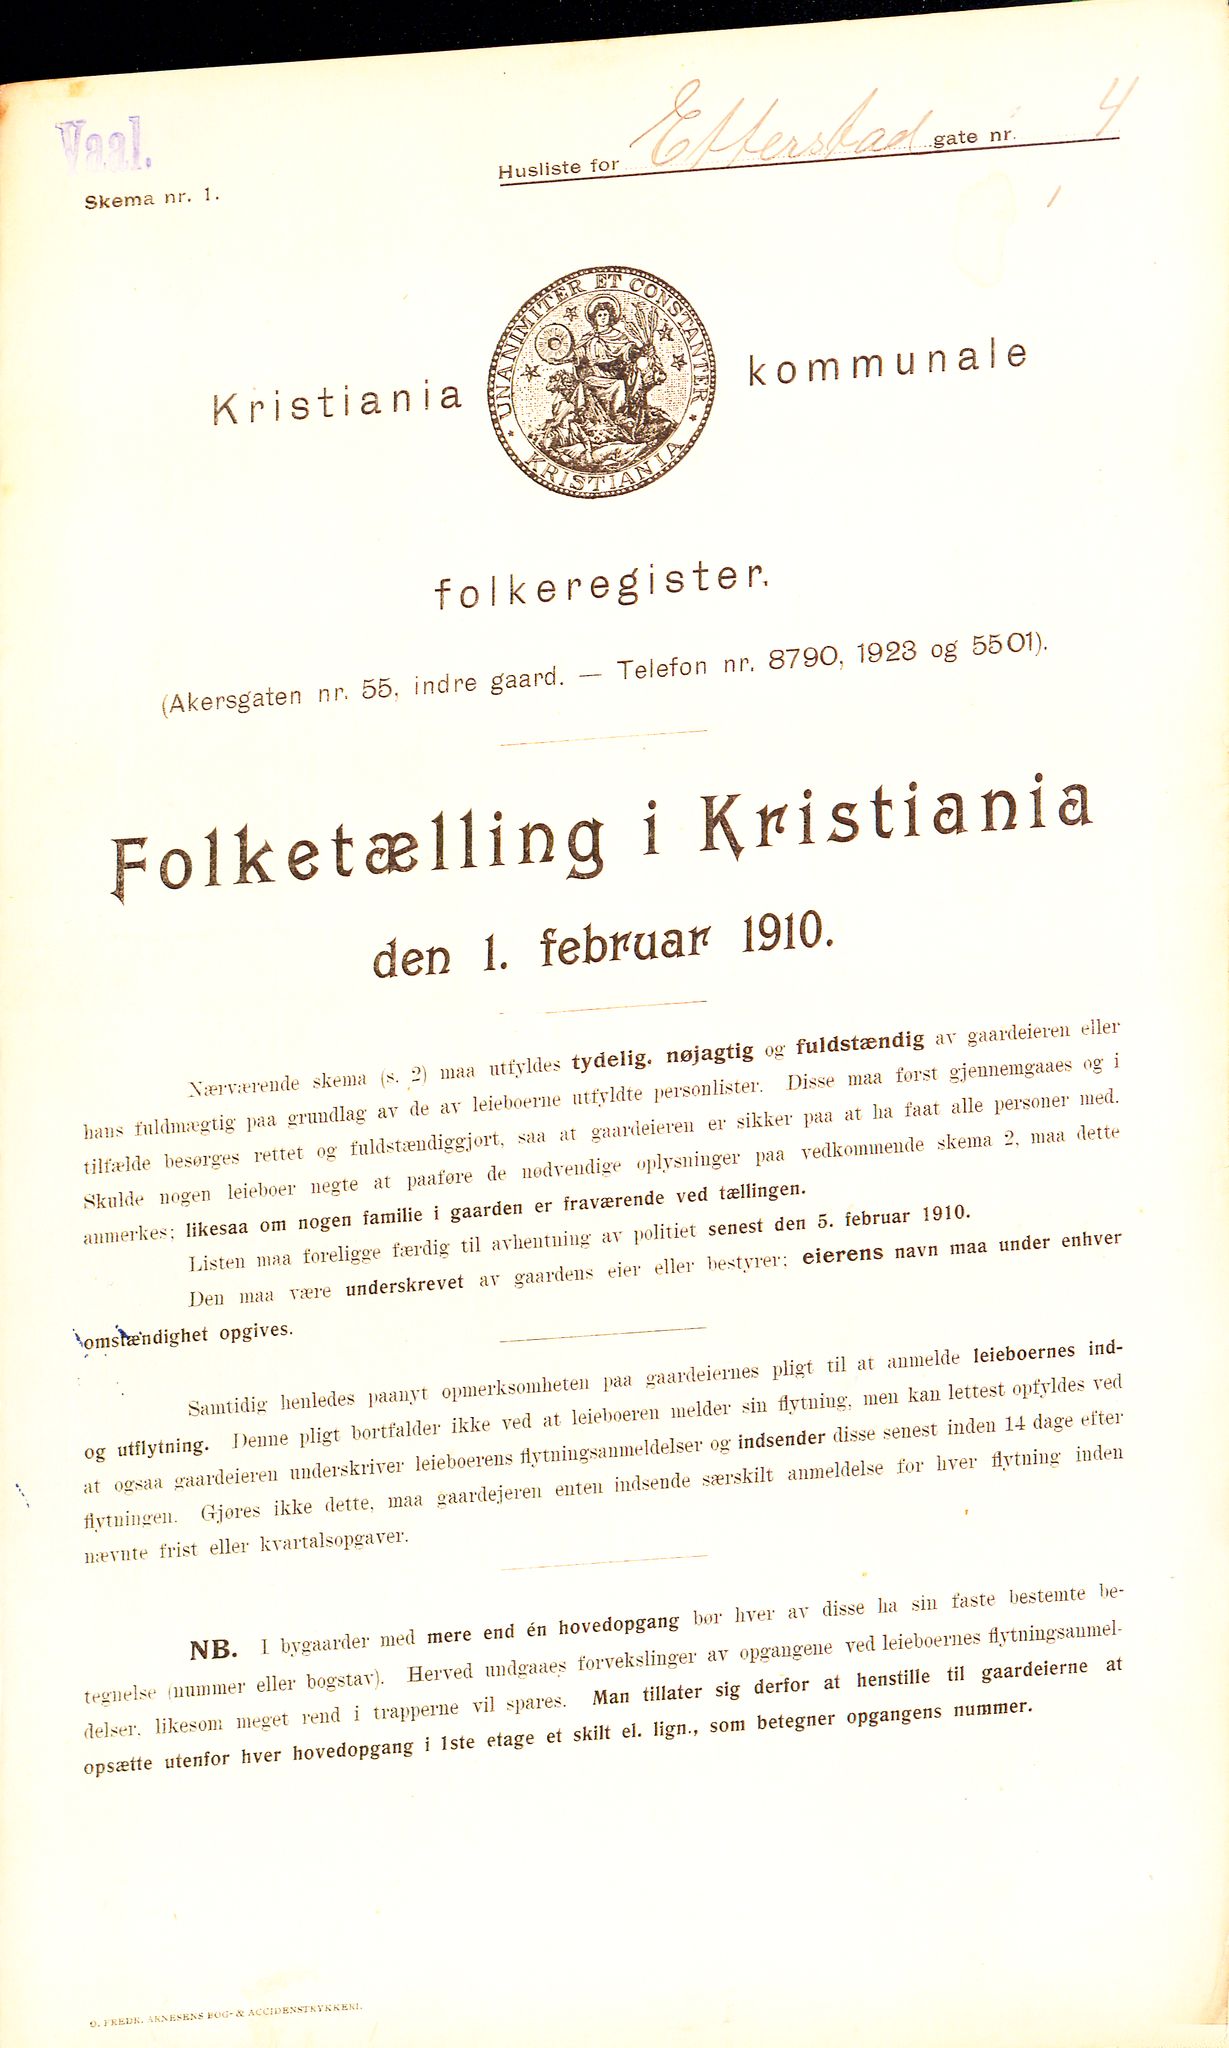 Vaal.
Skema nr. 1.
Husliste for Etterstad gate nr. 4
UNANIMITER ET CONSTANTER
KRISTIANIA
Kristiania kommunale
folkeregister.
(Akersgaten nr. 55, indre gaard. — Telefon nr. 8790, 1923 og 5501).
Folketælling i Kristiania
den 1. februar 1910.
Nærværende skema (s. 2) maa utfyldes tydelig, nøjagtig og fuldstændig av gaardeieren eller
hans fuldmægtig paa grundlag av de av leieboerne utfyldte personlister. Disse maa først gjennemgaaes og i
tilfælde besørges rettet og fuldstændiggjort, saa at gaardeieren er sikker paa at ha faat alle personer med.
Skulde nogen leieboer negte at paaføre de nødvendige oplysninger paa vedkommende skema 2, maa dette
anmerkes; likesaa om nogen familie i gaarden er fraværende ved tællingen.
Listen maa foreligge færdig til avhentning av politiet senest den 5. februar 1910.
Den maa være underskrevet av gaardens eier eller bestyrer; eierens navn maa under enhver
omstændighet opgives.
Samtidig henledes paanyt opmerksomheten paa gaardeiernes pligt til at anmelde leieboernes ind-
og utflytning. Denne pligt bortfalder ikke ved at leieboeren melder sin flytning, men kan lettest opfyldes ved
at ogsaa gaardeieren underskriver leieboerens flytningsanmeldelser og indsender disse senest inden 14 dage efter
flytningen. Gjøres ikke dette, maa gaardejeren enten indsende særskilt anmeldelse for hver flytning inden
nævnte frist eller kvartalsopgaver.
NB. I bygaarder med mere end én hovedopgang bør hver av disse ha sin faste bestemte be-
tegnelse (nummer eller bogstav). Herved undgaaes forvekslinger av opgangene ved leieboernes flytningsanmel-
delser, likesom meget rend i trapperne vil spares. Man tillater sig derfor at henstille til gaardeierne at
opsætte utenfor hver hovedopgang i 1ste etage et skilt el. lign., som betegner opgangens nummer.
O. FREDR. ARNESENS BOG- & ACCIDENSTRYKKERI.